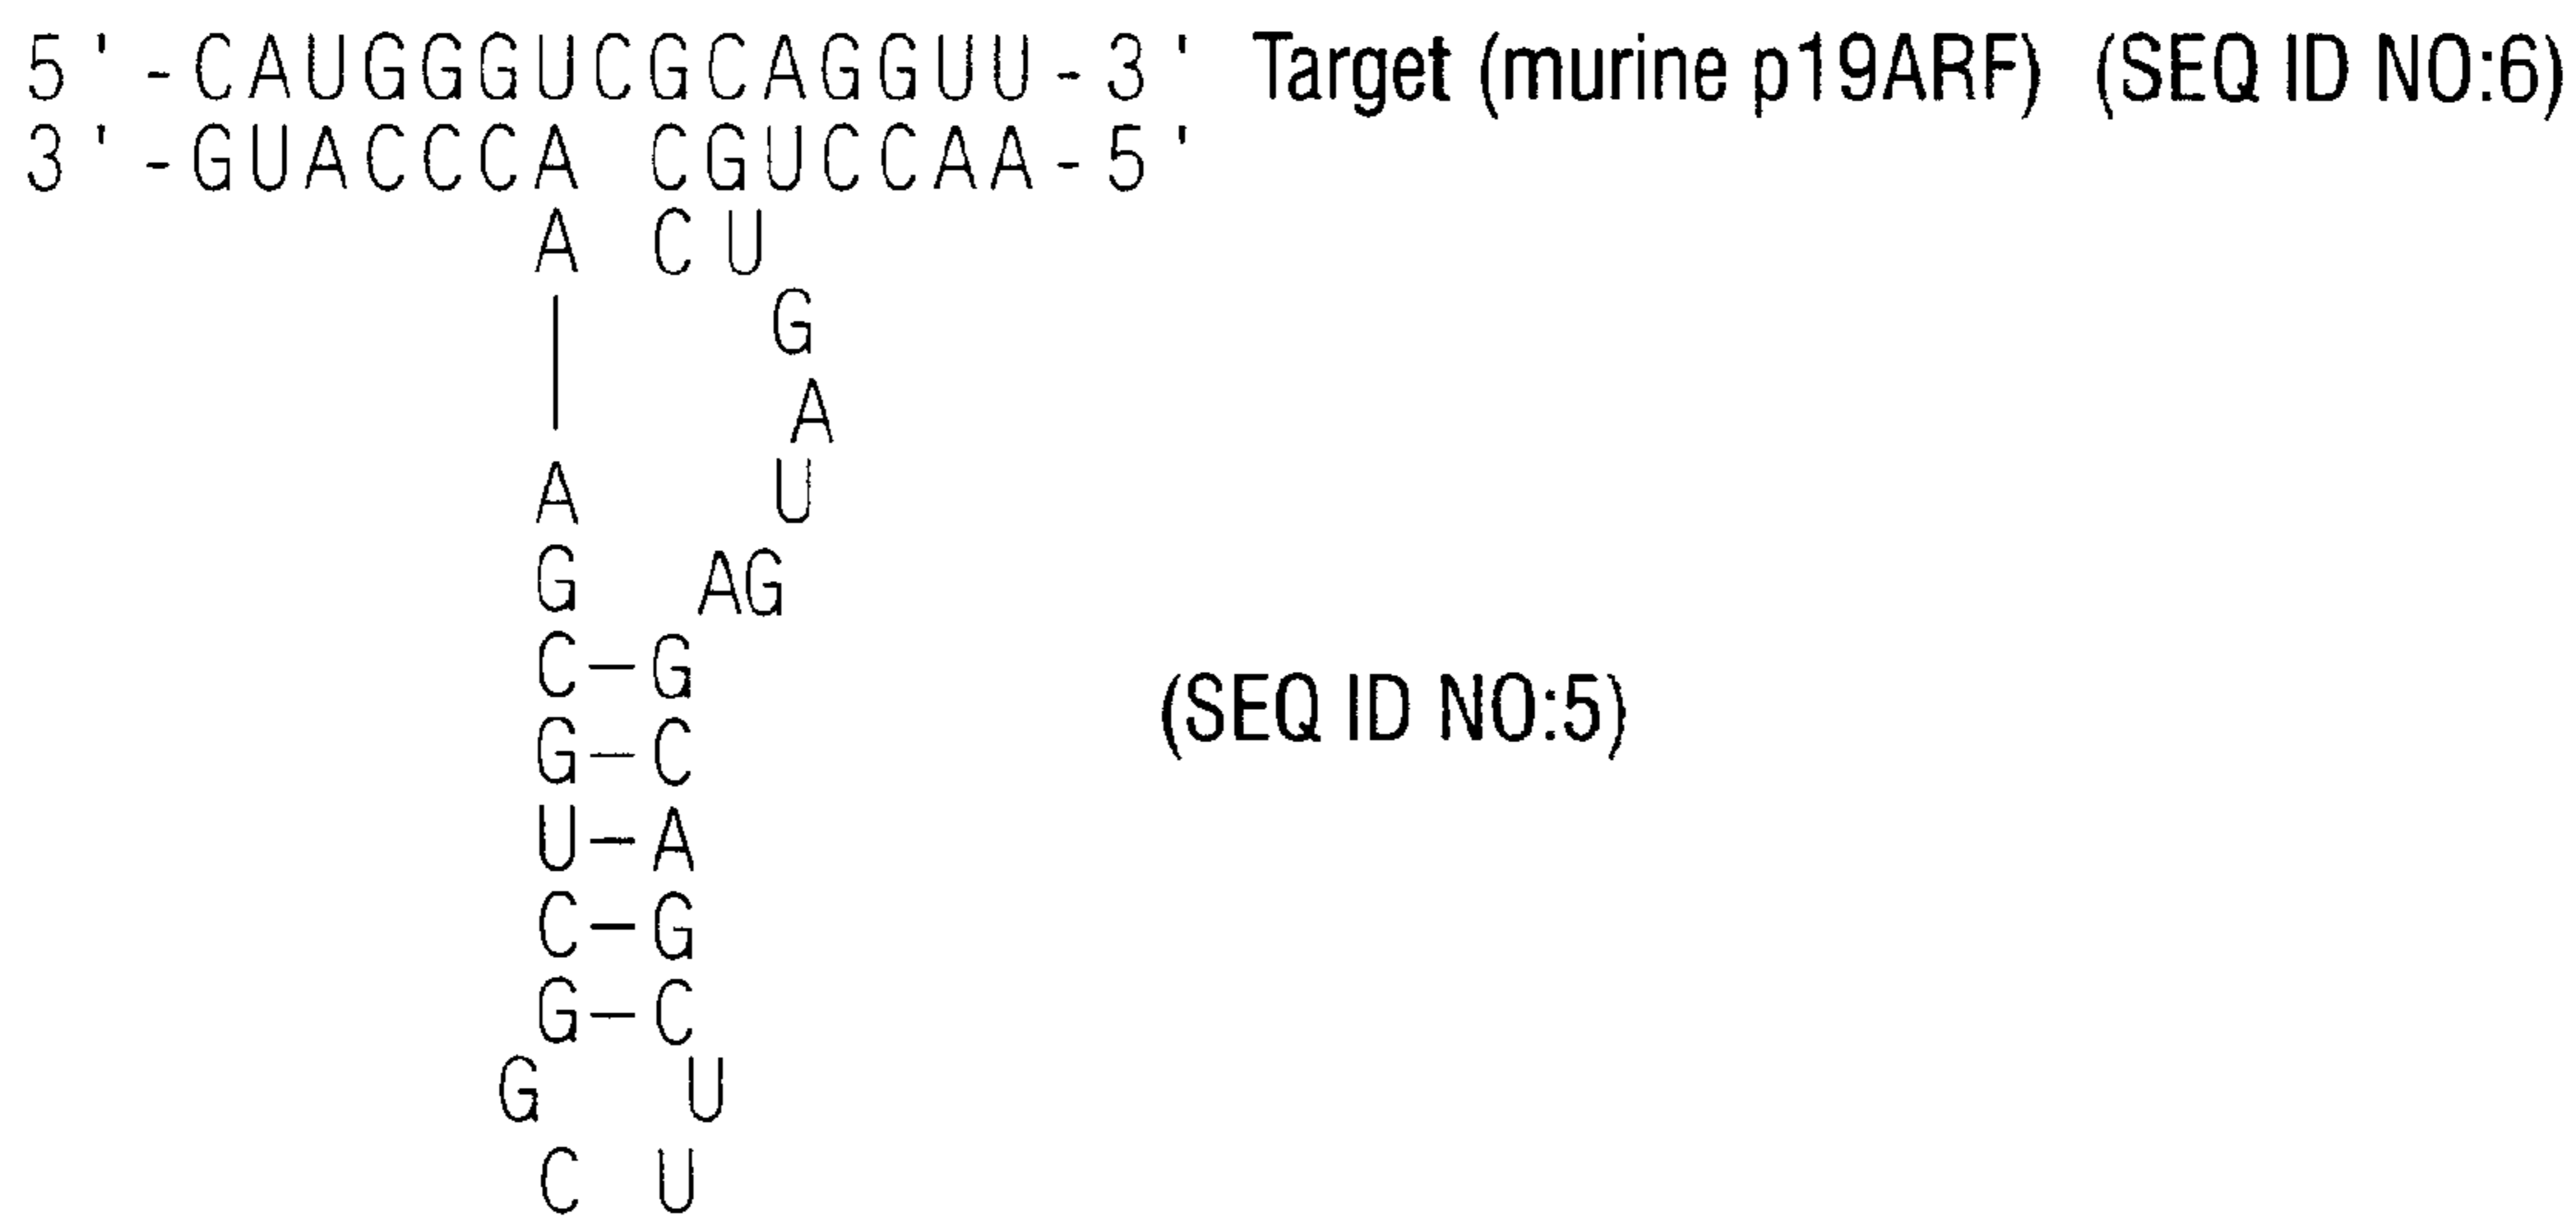 5'-CAUGGGUCGCAGGUU-3' Target (murine p19ARF) (SEQ ID NO:6)
3'-GUACCCA CGUCCAA-5'
A C U
G
A
A U
G AG
C-G
G-C (SEQ ID NO:5)
U-A
C-G
G-C
G U
C U